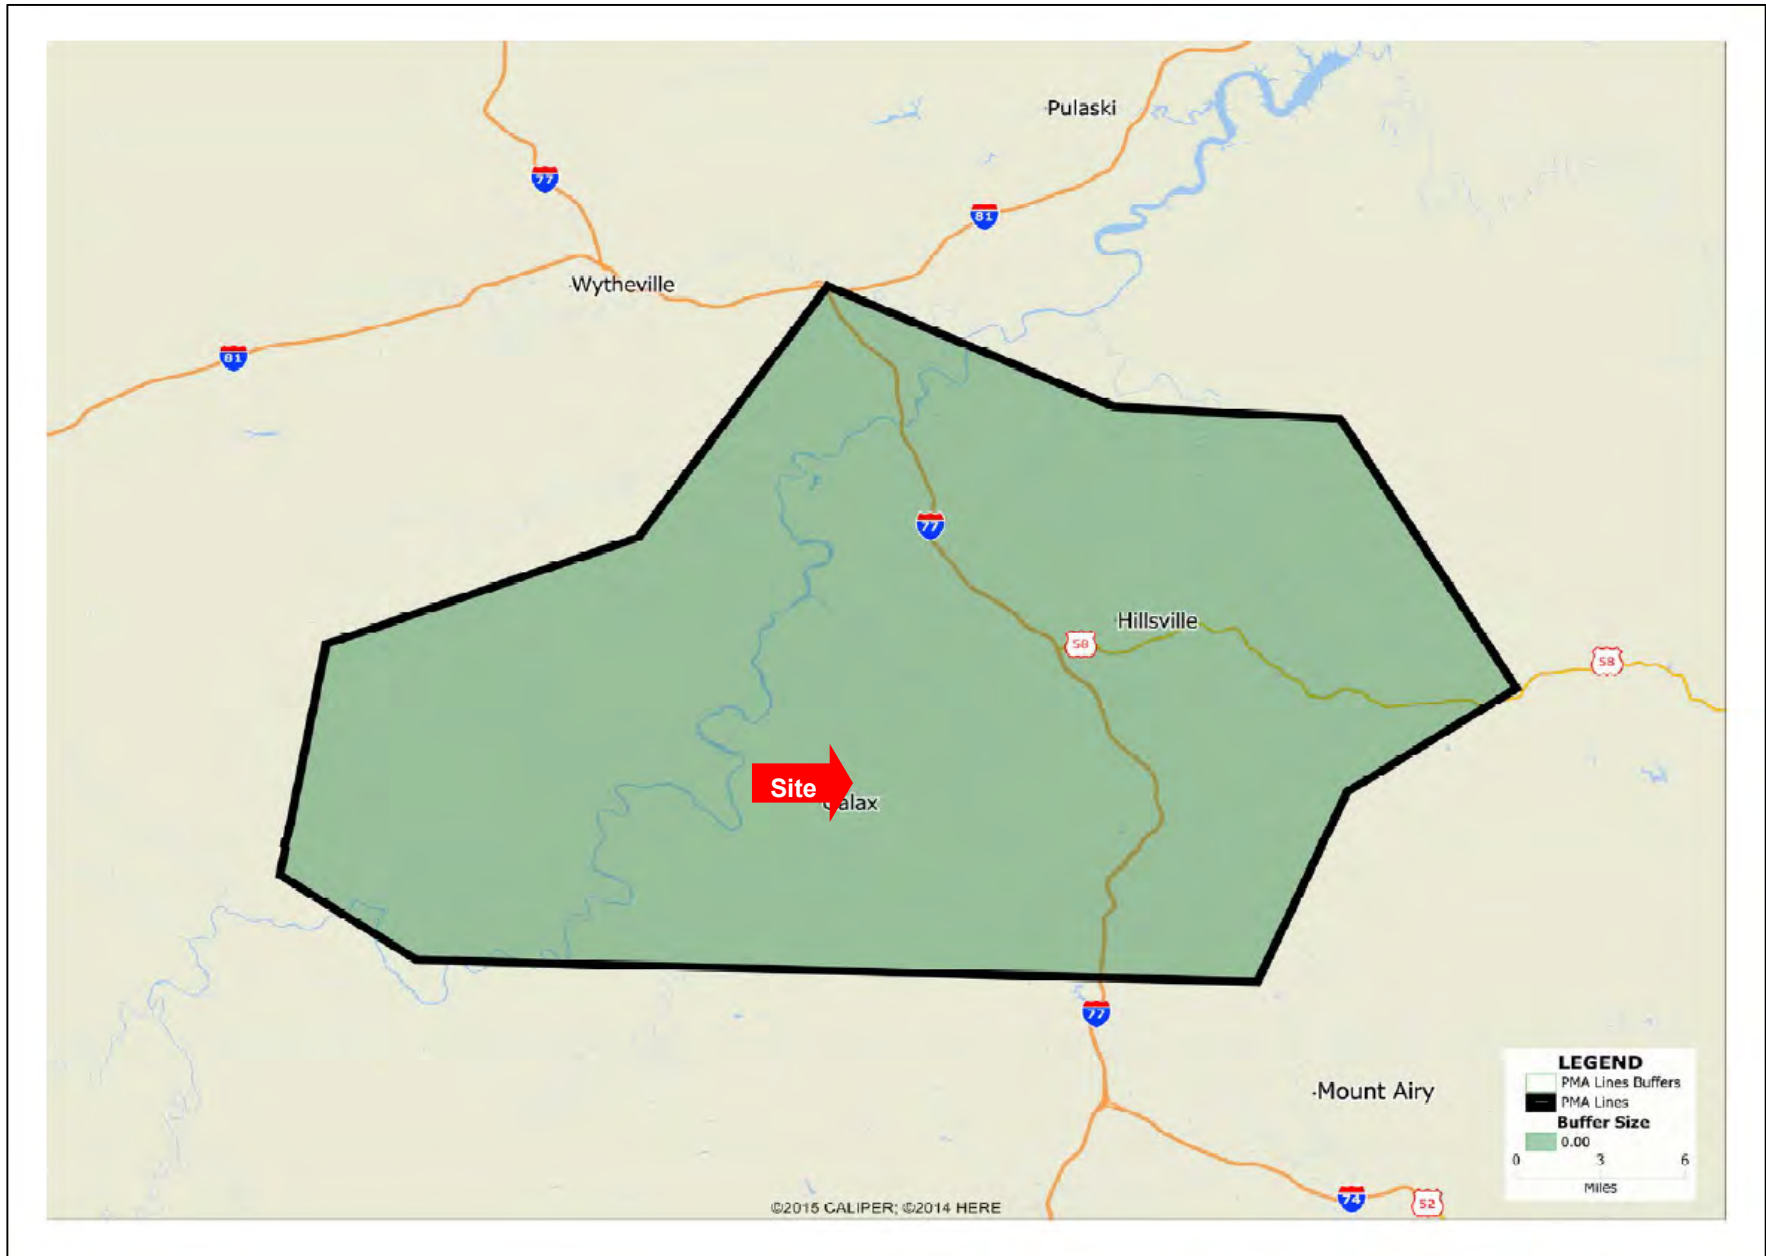 Pulaski
77
81
Wytheville
81
77
Hillsville
58
58
Site
Galax
77
Mount Airy
LEGEND
PMA Lines Buffers
PMA Lines
Buffer Size
0.00
0 3 6
Miles
74
52
©2015 CALIPER; ©2014 HERE